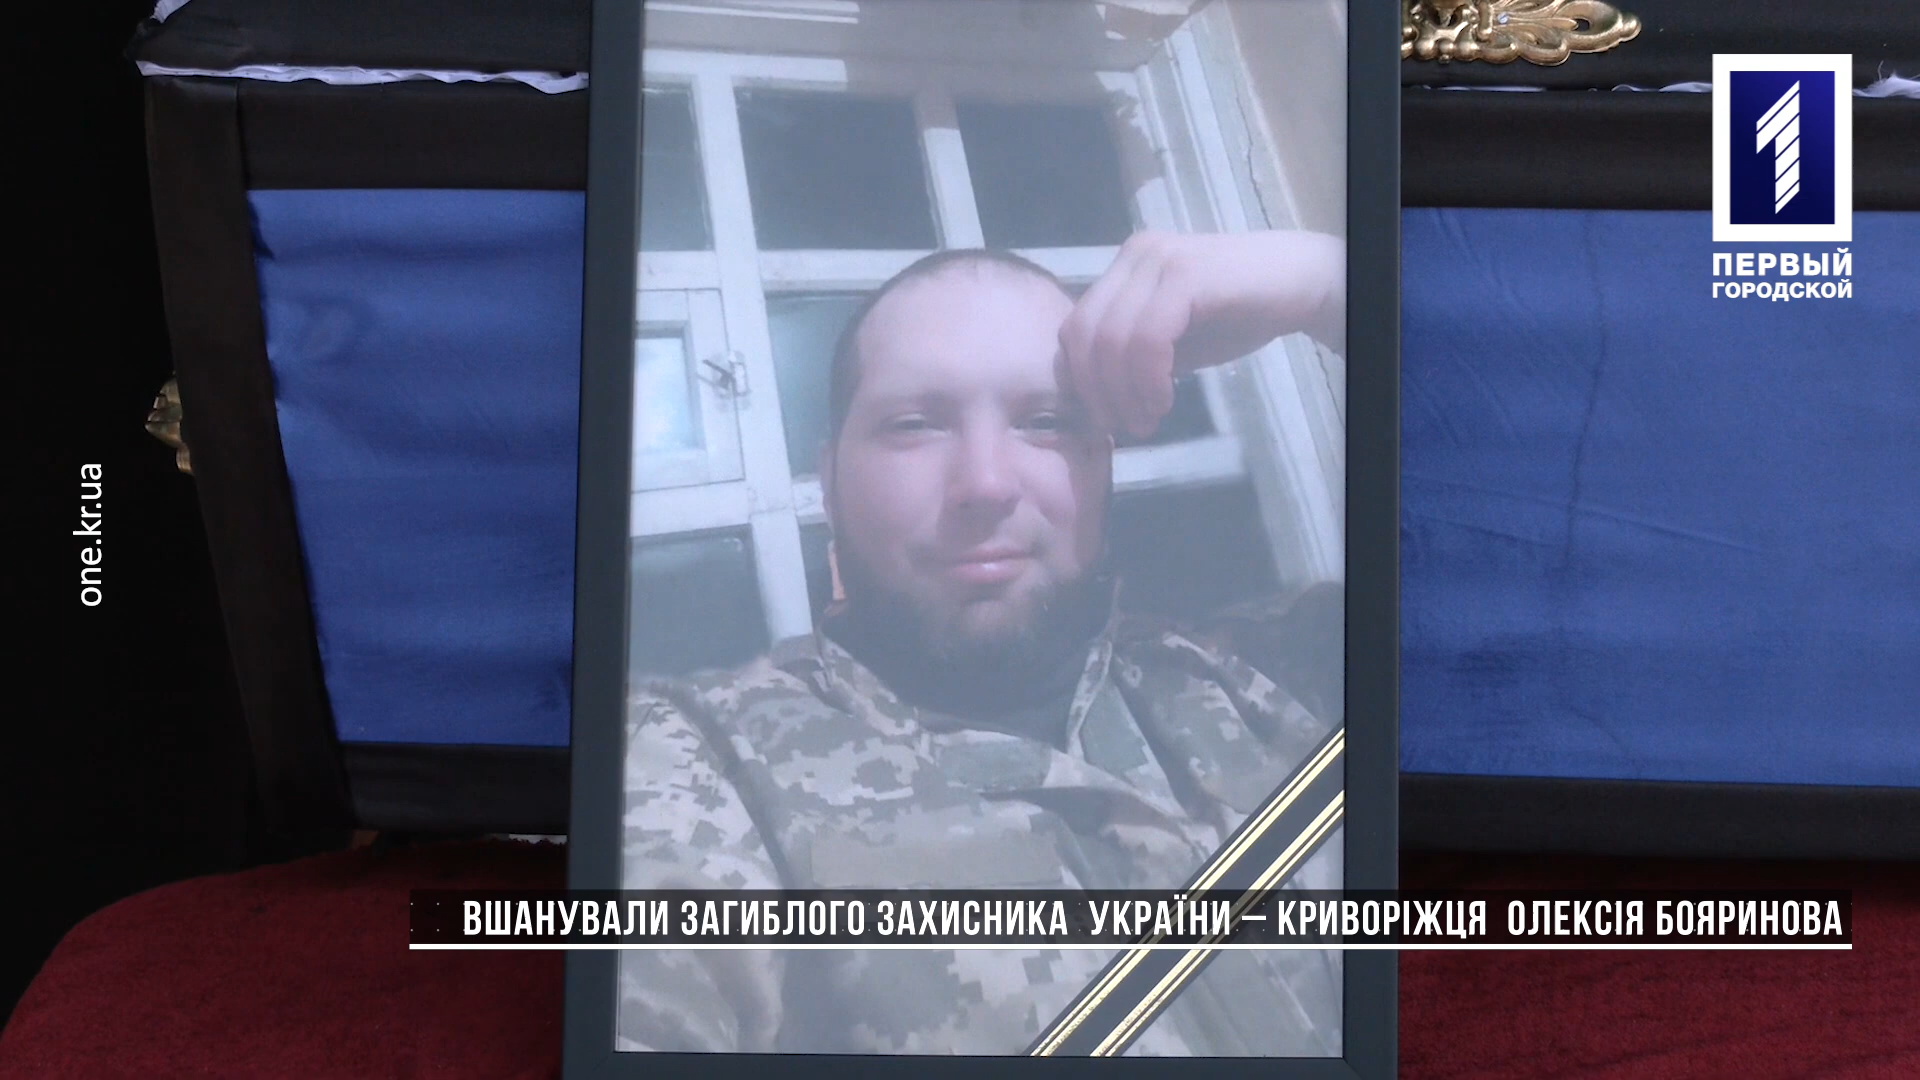 ПЕРВЫЙ
ГОРОДСКОЙ
one.kr.ua
ВШАНУВАЛИ ЗАГИБЛОГО ЗАХИСНИКА УКРАЇНИ – КРИВОРІЖЦЯ ОЛЕКСІЯ БОЯРИНОВА